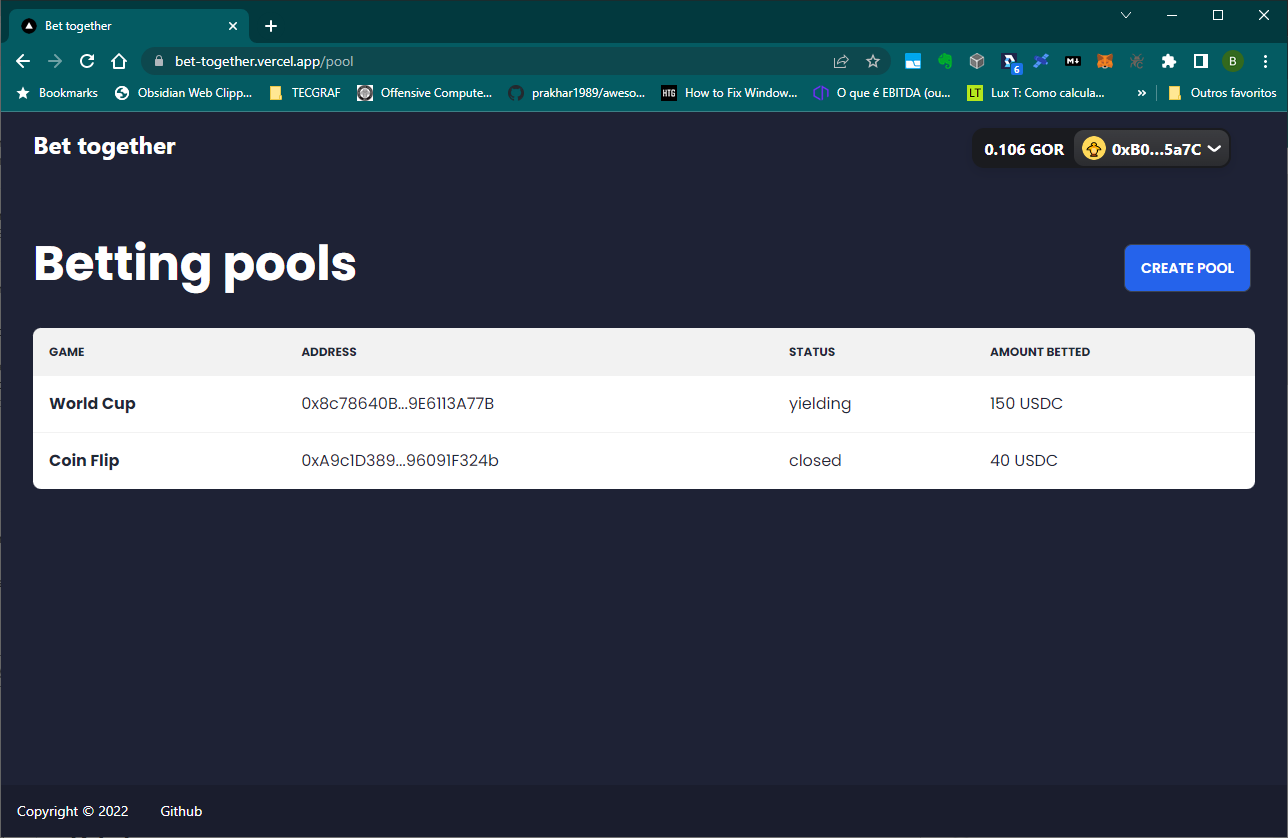 Bet together
bet-together.vercel.app/pool
6
M
B
Bookmarks Obsidian Web Clipp... TECGRAF Offensive Compute... prakhar1989/aweso... HTG How to Fix Window... O que é EBITDA (ou... LT Lux T: Como calcula... » Outros favoritos
Bet together 0.106 GOR 0xB0...5a7C
Betting pools CREATE POOL
GAME ADDRESS STATUS AMOUNT BETTED
World Cup 0x8c78640B...9E6113A77B yielding 150 USDC
Coin Flip 0xA9c1D389...96091F324b closed 40 USDC
Copyright © 2022 Github